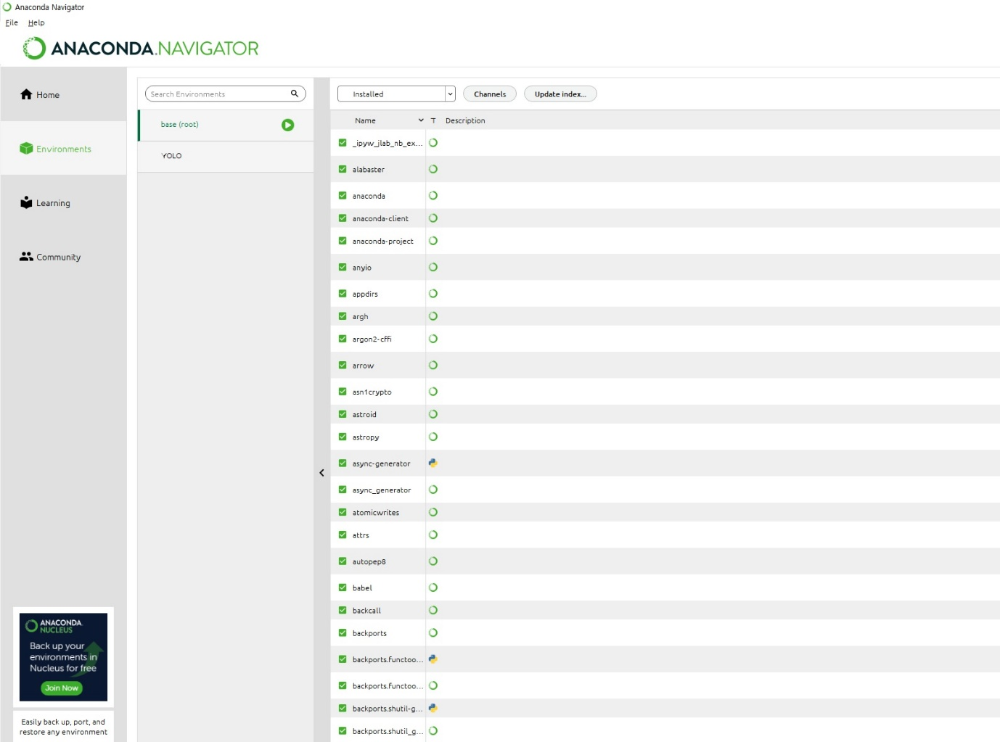 Anaconda Navigator
File Help
ANACONDA.NAVIGATOR
Home
Environments
Learning
Community
ANACONDA.
NUCLEUS
Back up your
environments in
Nucleus for free
Join Now
Easily back up, port, and
restore any environment
Search Environments
base (root)
YOLO
Installed Channels Update index...
Name T Description
_ipyw_jlab_nb_ex...
alabaster
anaconda
anaconda-client
anaconda-project
anyio
appdirs
argh
argon2-cffi
arrow
asn1crypto
astroid
astropy
async-generator
async_generator
atomicwrites
attrs
autopep8
babel
backcall
backports
backports.functoo...
backports.functoo...
backports.shutil-g...
backports.shutil_g...